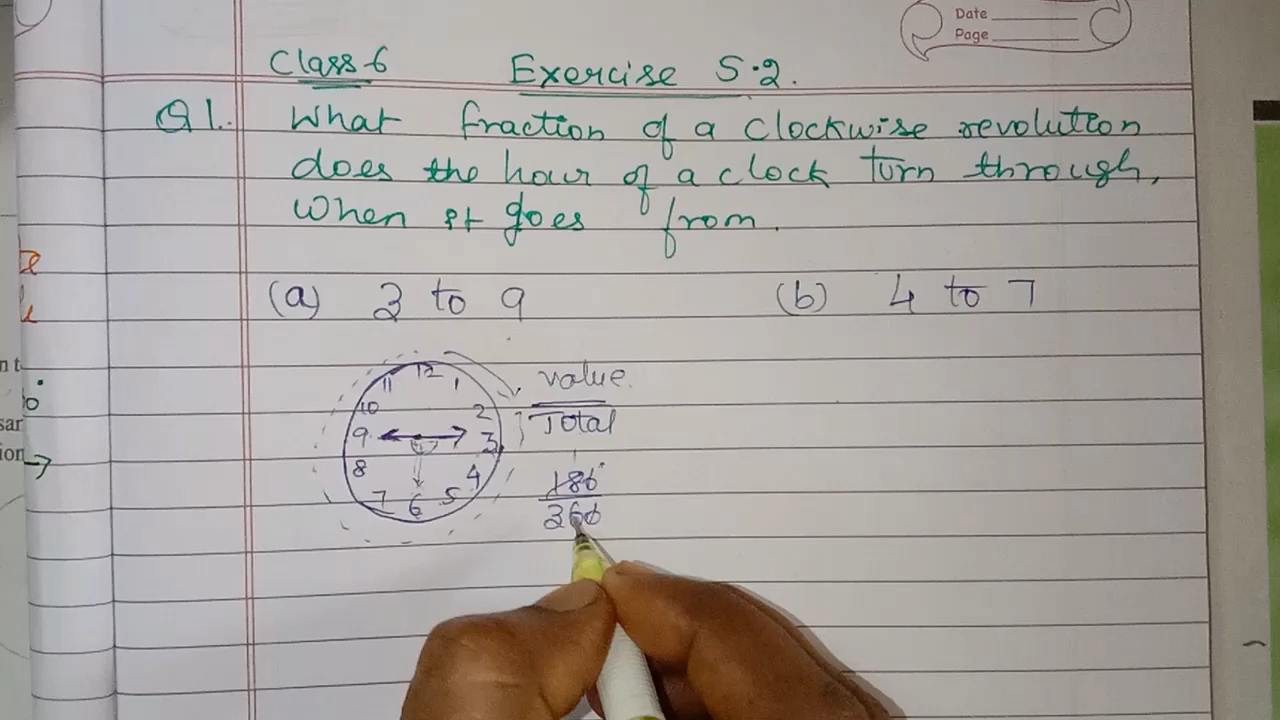 Date
Page
Class 6 Exercise 5.2.
Q1. What fraction of a clockwise revolution
does the hour of a clock turn through,
When it goes from.
(a) 3 to 9 (b) 4 to 7
12
11 1
10 2
9 3
8 4
7 6 5
value
Total
180°
360